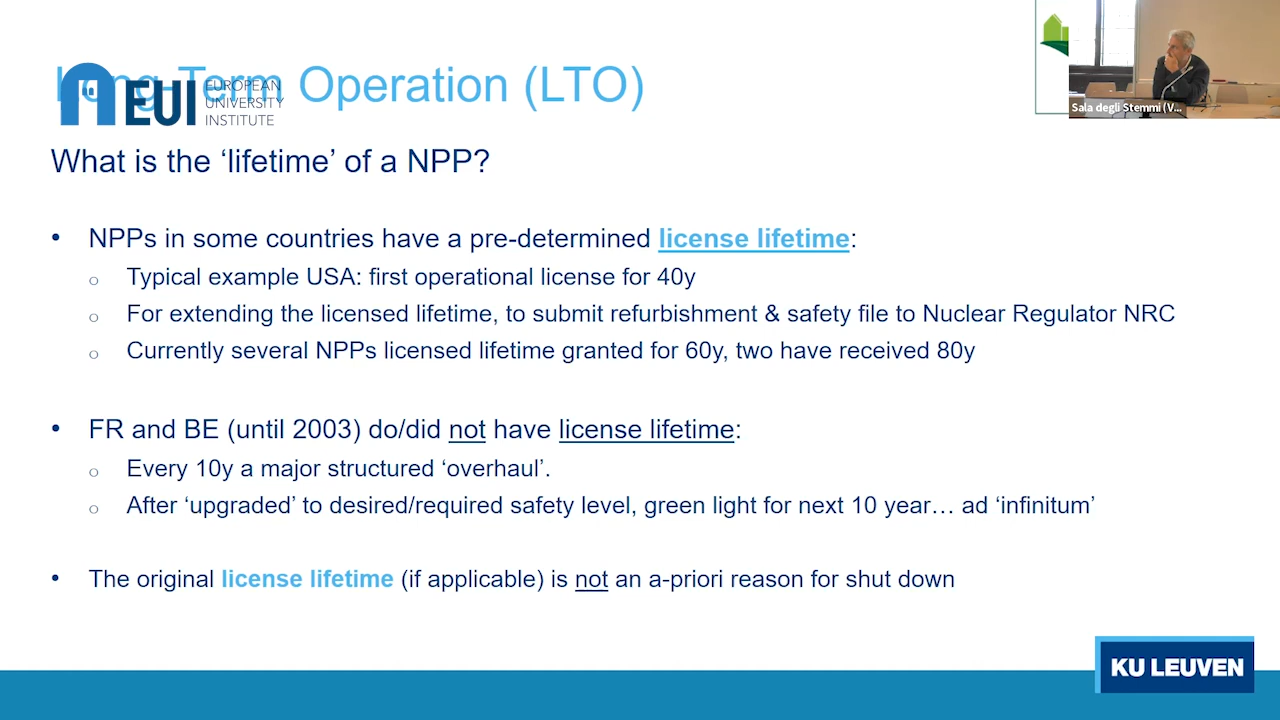 Long-Term Operation (LTO)
EUI EUROPEAN
UNIVERSITY
INSTITUTE
Sala degli Stemmi (V...
What is the ‘lifetime’ of a NPP?
• NPPs in some countries have a pre-determined license lifetime:
o Typical example USA: first operational license for 40y
o For extending the licensed lifetime, to submit refurbishment & safety file to Nuclear Regulator NRC
o Currently several NPPs licensed lifetime granted for 60y, two have received 80y
• FR and BE (until 2003) do/did not have license lifetime:
o Every 10y a major structured ‘overhaul’.
o After ‘upgraded’ to desired/required safety level, green light for next 10 year… ad ‘infinitum’
• The original license lifetime (if applicable) is not an a-priori reason for shut down
KU LEUVEN